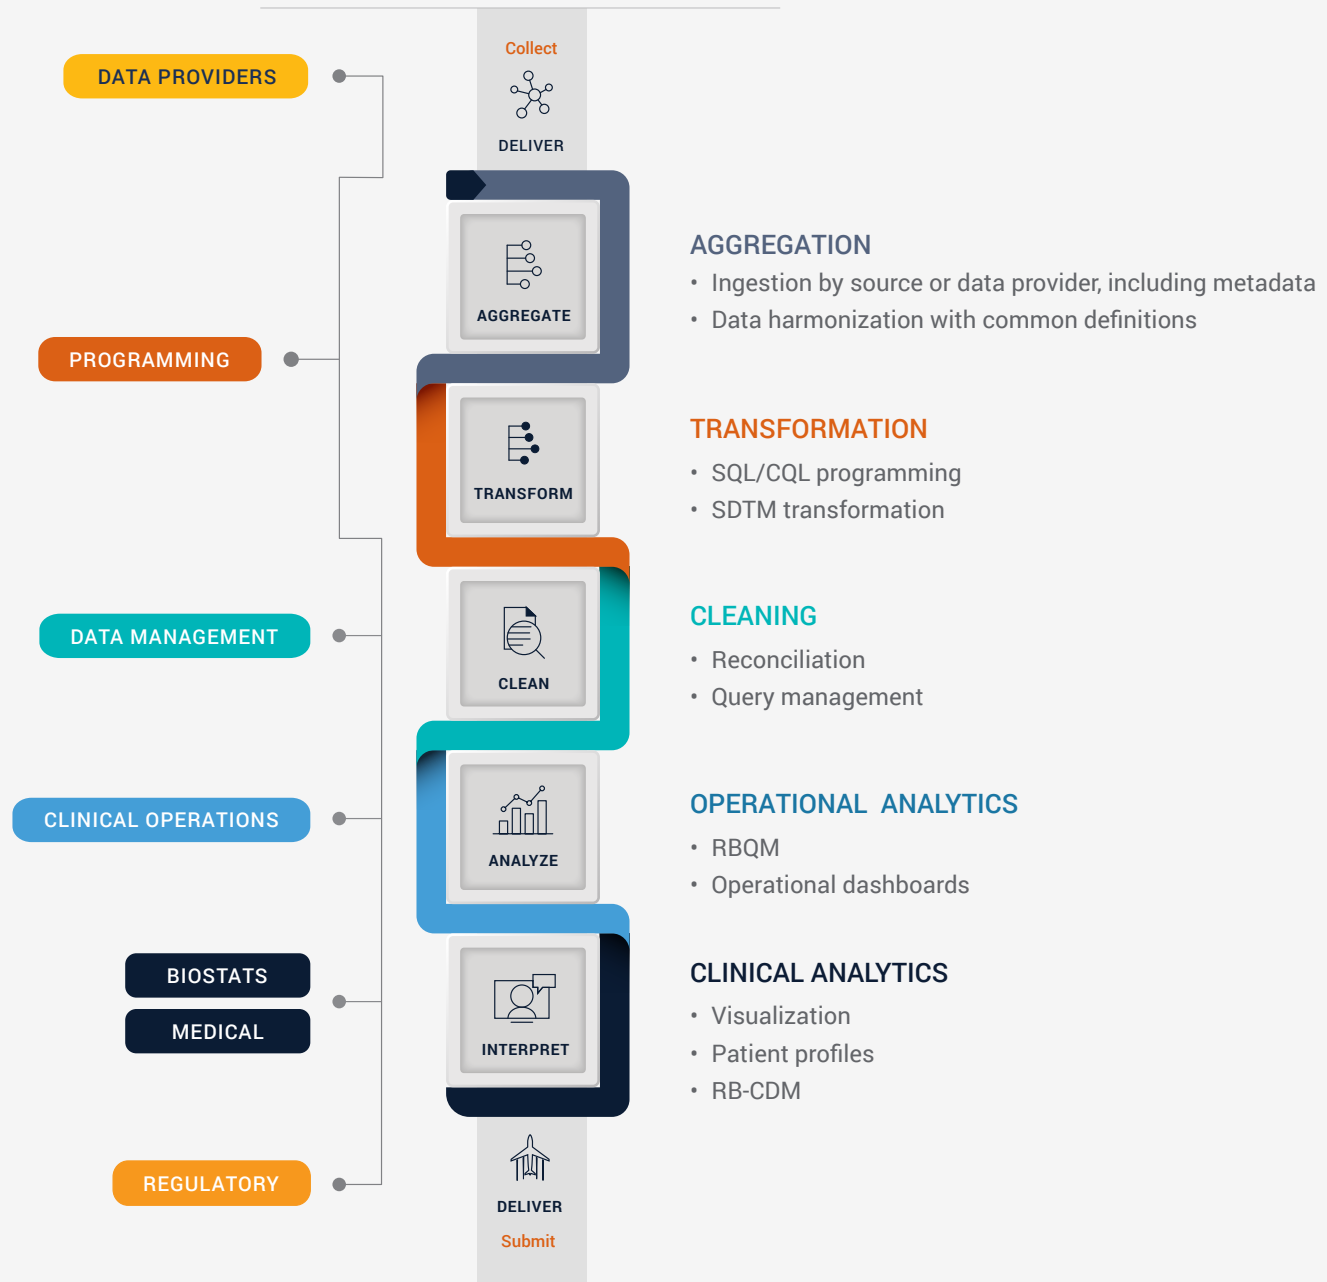 Collect
DELIVER
DATA PROVIDERS
PROGRAMMING
DATA MANAGEMENT
CLINICAL OPERATIONS
BIOSTATS
MEDICAL
REGULATORY
AGGREGATE
TRANSFORM
CLEAN
ANALYZE
INTERPRET
DELIVER
Submit
AGGREGATION
• Ingestion by source or data provider, including metadata
• Data harmonization with common definitions
TRANSFORMATION
• SQL/CQL programming
• SDTM transformation
CLEANING
• Reconciliation
• Query management
OPERATIONAL ANALYTICS
• RBQM
• Operational dashboards
CLINICAL ANALYTICS
• Visualization
• Patient profiles
• RB-CDM